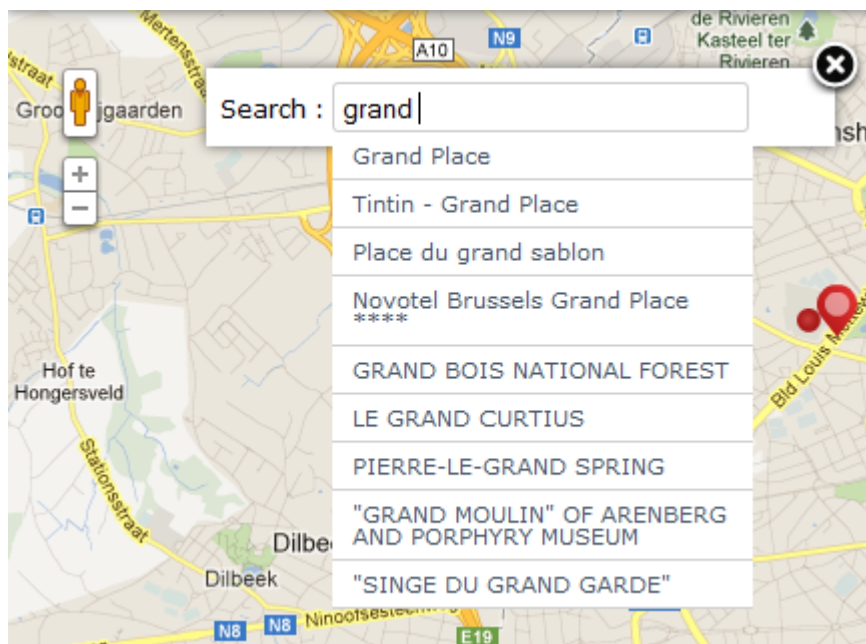 de Rivieren
Kasteel ter
Rivieren
N9
A10
Search : grand
Grand Place
Tintin - Grand Place
Place du grand sablon
Novotel Brussels Grand Place
****
GRAND BOIS NATIONAL FOREST
LE GRAND CURTIUS
PIERRE-LE-GRAND SPRING
"GRAND MOULIN" OF ARENBERG
AND PORPHYRY MUSEUM
"SINGE DU GRAND GARDE"
Mertensstraat
Hof te
Hongersveld
Stationsstraat
Bld Louis
Dilbeek
N8
N8
E19